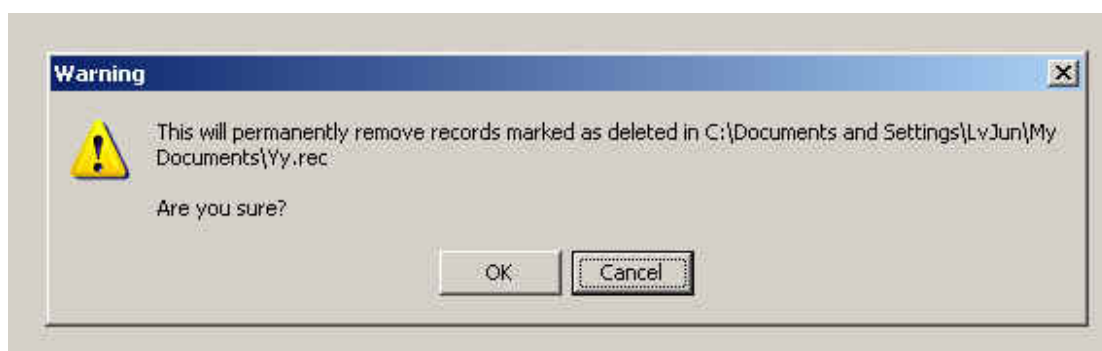 Warning
This will permanently remove records marked as deleted in C:\Documents and Settings\LvJun\My
Documents\Yy.rec
Are you sure?
OK
Cancel